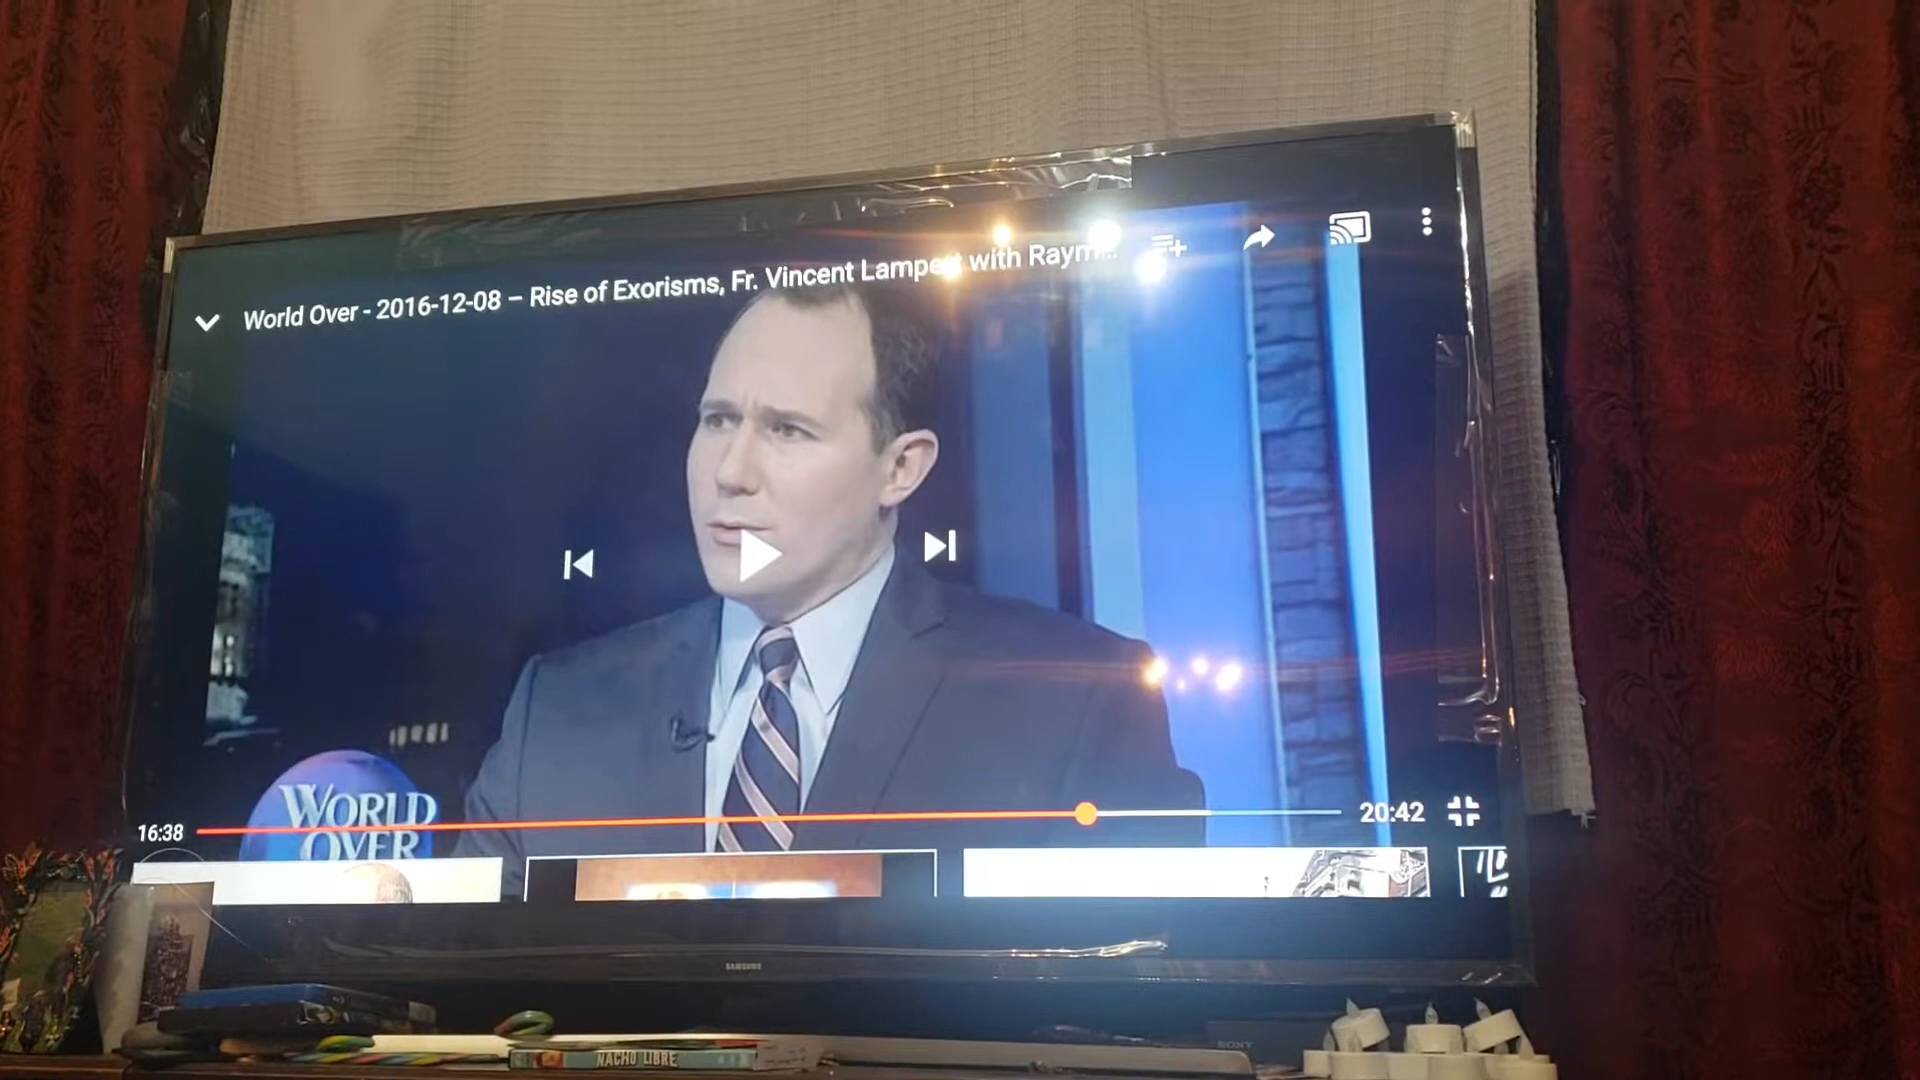 World Over - 2016-12-08 – Rise of Exorisms, Fr. Vincent Lampert with Raym...
WORLD
OVER
16:38
20:42
SAMSUNG
SONY
NACHO LIBRE